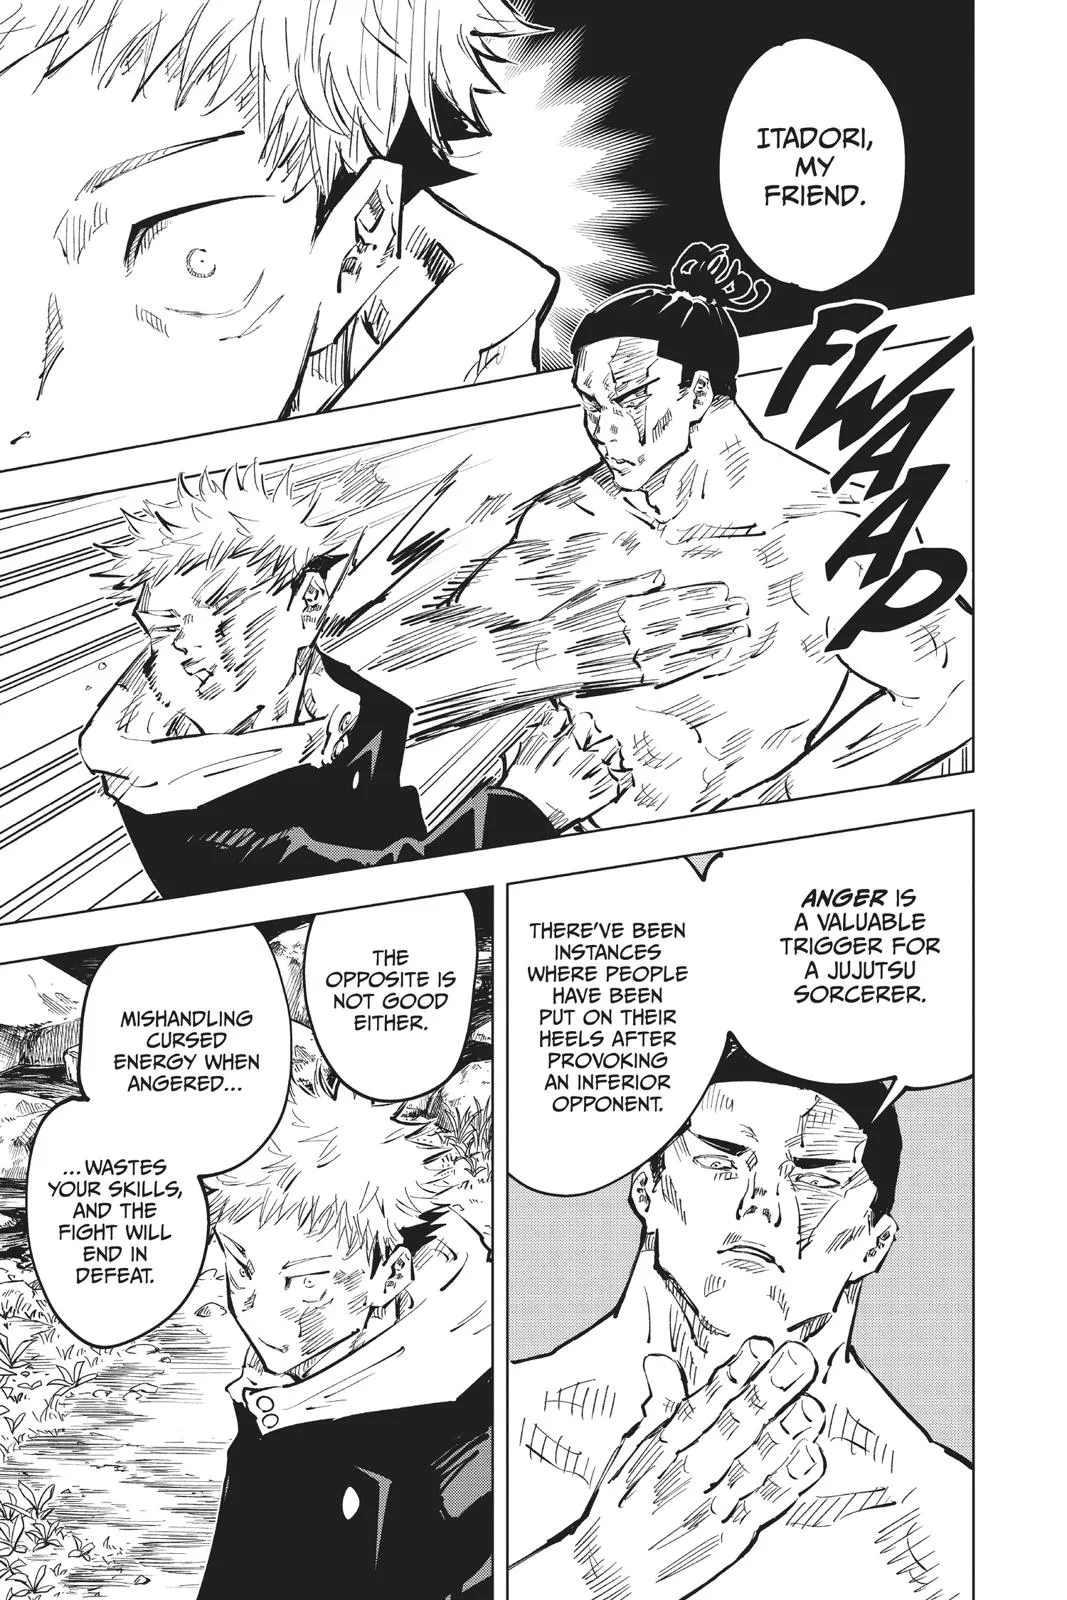 ITADORI,
MY
FRIEND.
FWAAAP
ANGER IS
A VALUABLE
TRIGGER FOR
A JUJUTSU
SORCERER.
THERE'VE BEEN
INSTANCES
WHERE PEOPLE
HAVE BEEN
PUT ON THEIR
HEELS AFTER
PROVOKING
AN INFERIOR
OPPONENT.
THE
OPPOSITE IS
NOT GOOD
EITHER.
MISHANDLING
CURSED
ENERGY WHEN
ANGERED...
...WASTES
YOUR SKILLS,
AND THE
FIGHT WILL
END IN
DEFEAT.